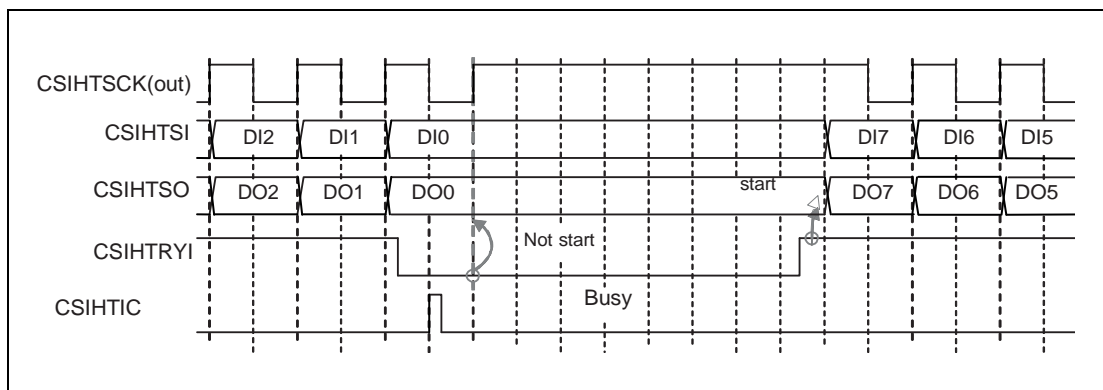 CSIHTSCK(out)
CSIHTSI DI2 DI1 DI0 DI7 DI6 DI5
CSIHTSO DO2 DO1 DO0 start DO7 DO6 DO5
CSIHTRYI Not start
CSIHTIC Busy